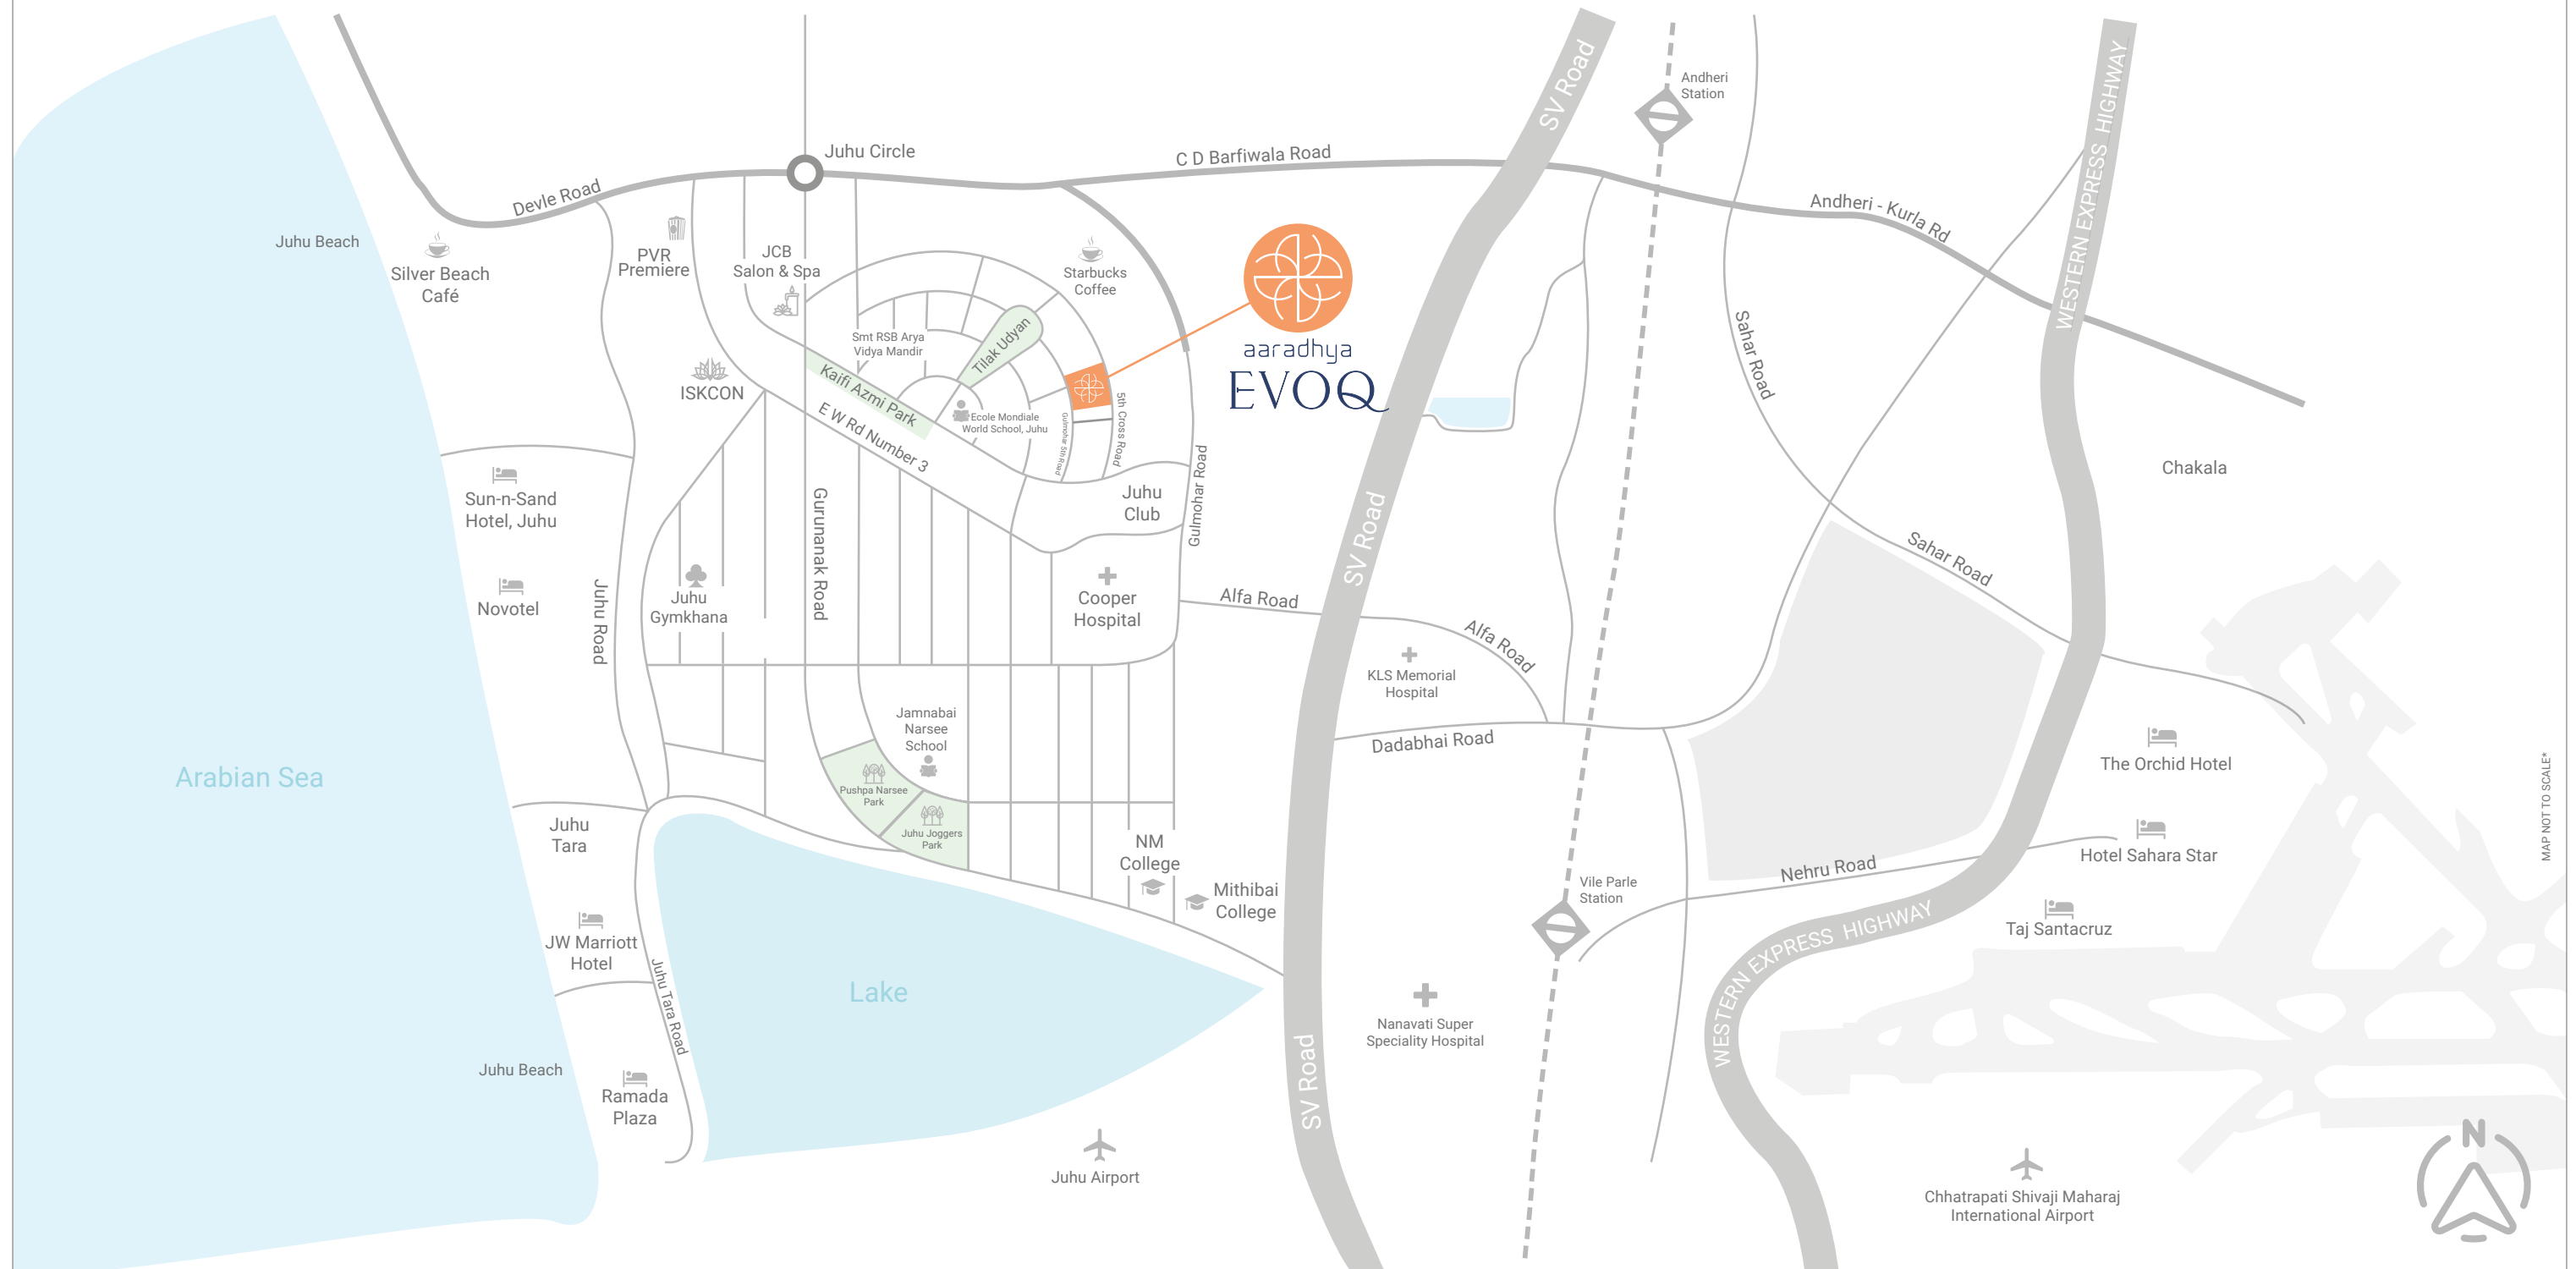 SV Road
WESTERN EXPRESS HIGHWAY
Andheri
Station
Juhu Circle
C D Barfiwala Road
Devle Road
Andheri - Kurla Rd
Juhu Beach
Silver Beach
Café
PVR
Premiere
JCB
Salon & Spa
Starbucks
Coffee
Smt RSB Arya
Vidya Mandir
Tilak Udyan
aaradhya
EVOQ
Sahar Road
ISKCON
Kaifi Azmi Park
E W Rd Number 3
Ecole Mondiale
World School, Juhu
Gulmohar 5th Road
5th Cross Road
Gulmohar Road
Chakala
Sun-n-Sand
Hotel, Juhu
Juhu
Club
SV Road
Gurunanak Road
Sahar Road
Novotel
Juhu Road
Juhu
Gymkhana
Cooper
Hospital
Alfa Road
Alfa Road
KLS Memorial
Hospital
Jamnabai
Narsee
School
Dadabhai Road
The Orchid Hotel
Arabian Sea
Pushpa Narsee
Park
Juhu Joggers
Park
Juhu
Tara
NM
College
Mithibai
College
Vile Parle
Station
Nehru Road
Hotel Sahara Star
MAP NOT TO SCALE*
Taj Santacruz
WESTERN EXPRESS HIGHWAY
JW Marriott
Hotel
Juhu Tara Road
Lake
Nanavati Super
Speciality Hospital
SV Road
Juhu Beach
Ramada
Plaza
Juhu Airport
Chhatrapati Shivaji Maharaj
International Airport
N